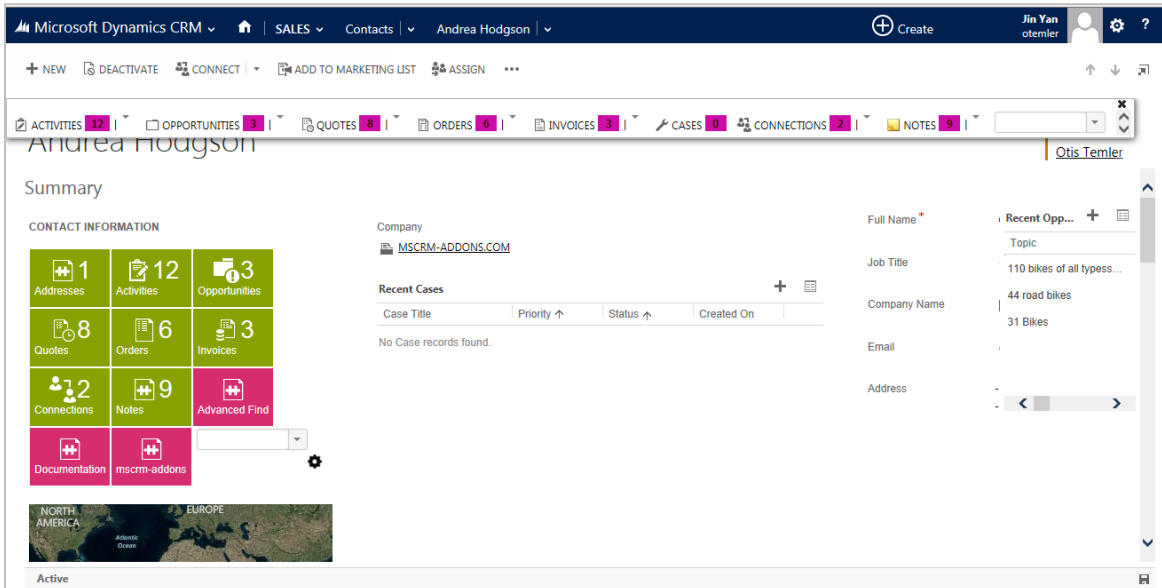 Microsoft Dynamics CRM SALES Contacts Andrea Hodgson Create Jin Yan ?
otemler
NEW DEACTIVATE CONNECT ADD TO MARKETING LIST ASSIGN •••
ACTIVITIES 12 OPPORTUNITIES 3 QUOTES 8 ORDERS 6 INVOICES 3 CASES 0 CONNECTIONS 2 NOTES 9
Andrea Hodgson
Otis Temler
Summary
CONTACT INFORMATION
1 Addresses
12 Activities
3 Opportunities
8 Quotes
6 Orders
3 Invoices
2 Connections
9 Notes
Advanced Find
Documentation
mscrm-addons
NORTH AMERICA
EUROPE
Atlantic Ocean
Company
MSCRM-ADDONS.COM
Recent Cases
Case Title Priority Status Created On
No Case records found.
Full Name *
Job Title
Company Name
Email
Address
Recent Opp...
Topic
110 bikes of all typess...
44 road bikes
31 Bikes
Active